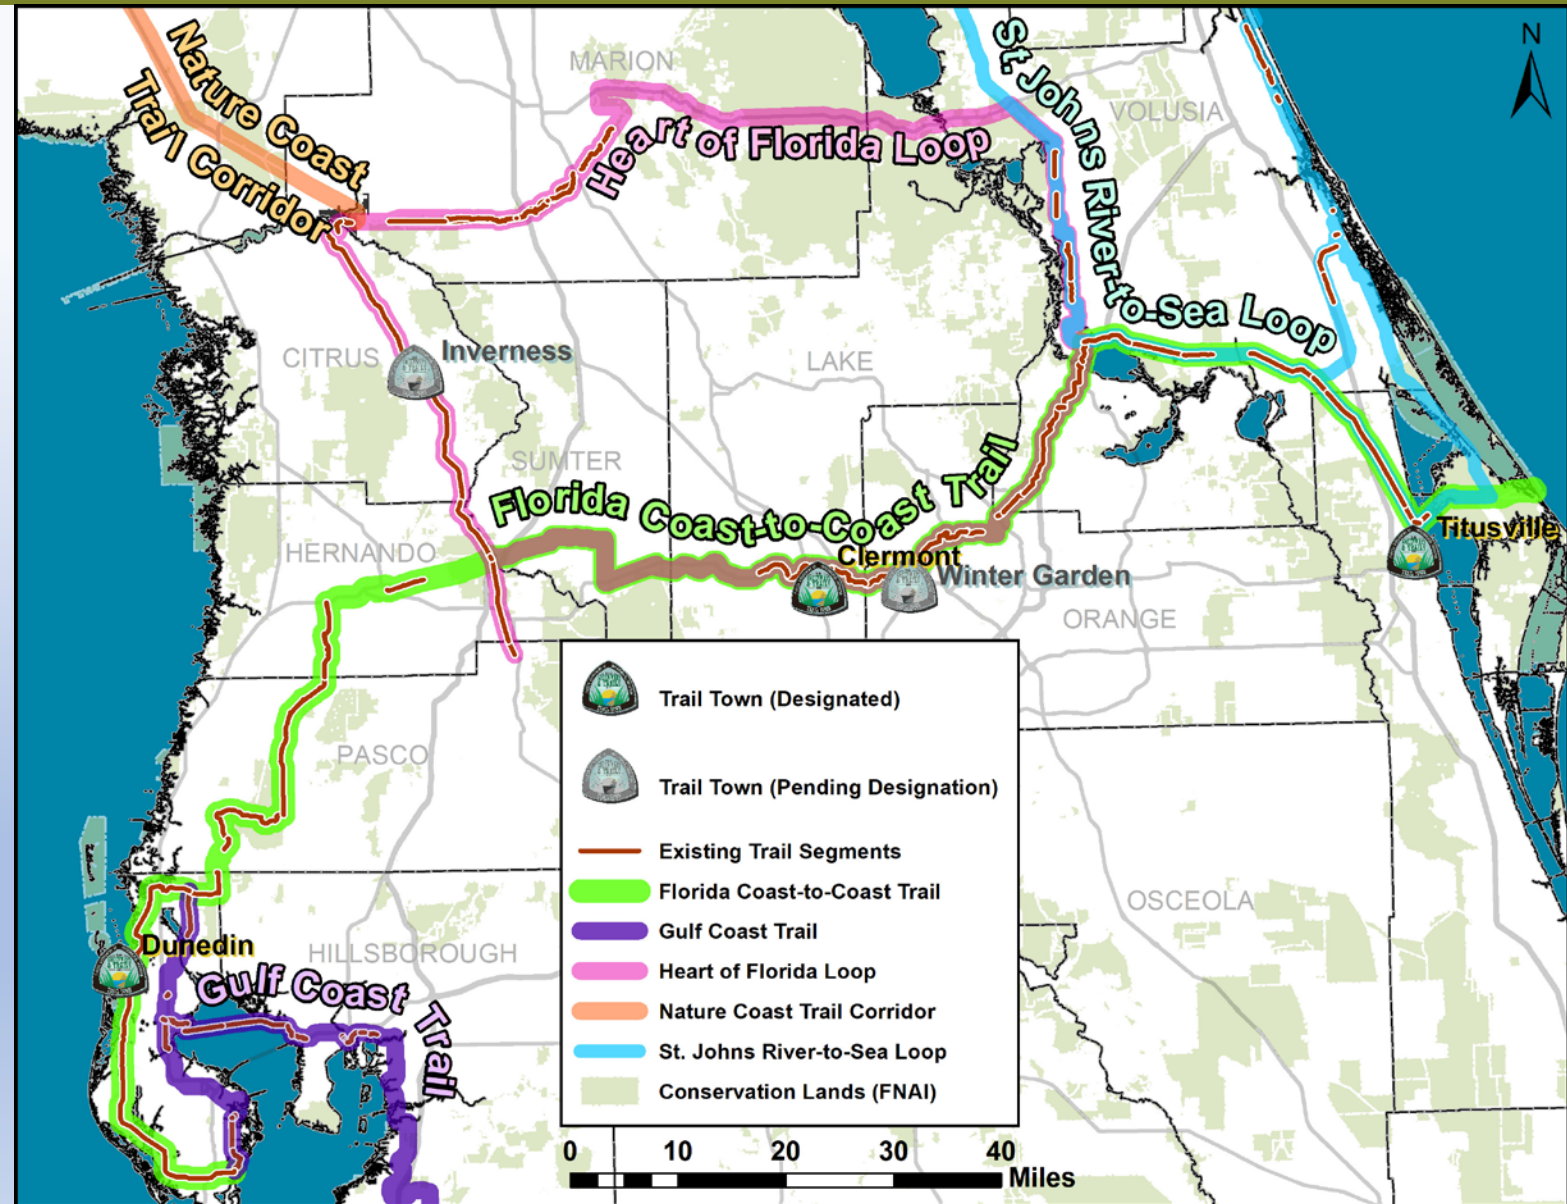 N
Nature Coast
Trail Corridor
MARION
Heart of Florida Loop
St. Johns River-to-Sea Loop
VOLUSIA
CITRUS
Inverness
LAKE
SUMTER
Florida Coast-to-Coast Trail
HERNANDO
Clermont
Winter Garden
Titusville
ORANGE
PASCO
OSCEOLA
Dunedin
HILLSBOROUGH
Gulf Coast Trail
Trail Town (Designated)
Trail Town (Pending Designation)
Existing Trail Segments
Florida Coast-to-Coast Trail
Gulf Coast Trail
Heart of Florida Loop
Nature Coast Trail Corridor
St. Johns River-to-Sea Loop
Conservation Lands (FNAI)
0 10 20 30 40
Miles